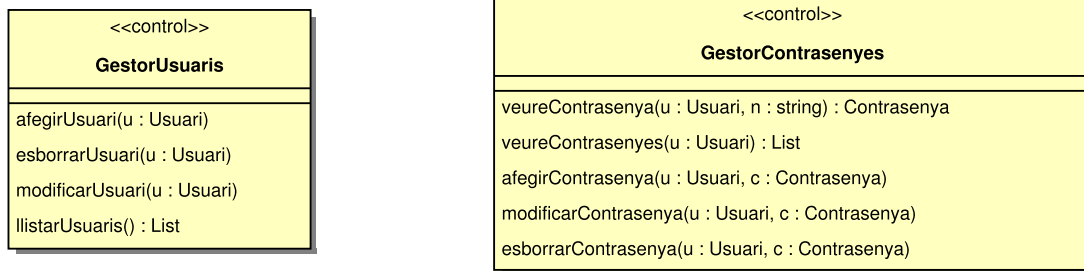 <<control>>
GestorUsuaris
afegirUsuari(u : Usuari)
esborrarUsuari(u : Usuari)
modificarUsuari(u : Usuari)
llistarUsuaris() : List
<<control>>
GestorContrasenyes
veureContrasenya(u : Usuari, n : string) : Contrasenya
veureContrasenyes(u : Usuari) : List
afegirContrasenya(u : Usuari, c : Contrasenya)
modificarContrasenya(u : Usuari, c : Contrasenya)
esborrarContrasenya(u : Usuari, c : Contrasenya)